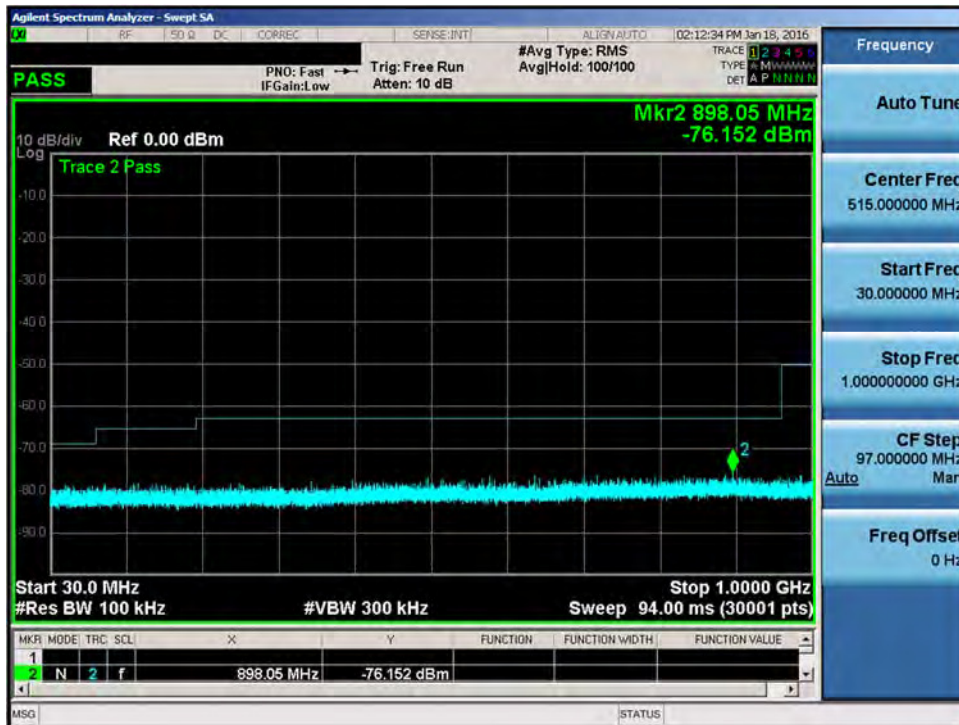 Agilent Spectrum Analyzer - Swept SA
RF 50 Ω DC CORREC SENSE:INT ALIGN AUTO 02:12:34 PM Jan 18, 2016
PASS
PNO: Fast
IFGain:Low
Trig: Free Run
Atten: 10 dB
#Avg Type: RMS
Avg|Hold: 100/100
TRACE 1 2 3 4 5 6
TYPE
DET A P N N N N
Mkr2 898.05 MHz
-76.152 dBm
10 dB/div Ref 0.00 dBm
Log
Trace 2 Pass
-10.0
-20.0
-30.0
-40.0
-50.0
-60.0
-70.0
-80.0
-90.0
2
Start 30.0 MHz Stop 1.0000 GHz
#Res BW 100 kHz #VBW 300 kHz Sweep 94.00 ms (30001 pts)
MKR MODE TRC SCL X Y FUNCTION FUNCTION WIDTH FUNCTION VALUE
1
2 N 2 f 898.05 MHz -76.152 dBm
MSG STATUS
Frequency
Auto Tune
Center Freq
515.000000 MHz
Start Freq
30.000000 MHz
Stop Freq
1.000000000 GHz
CF Step
97.000000 MHz
Auto Man
Freq Offset
0 Hz